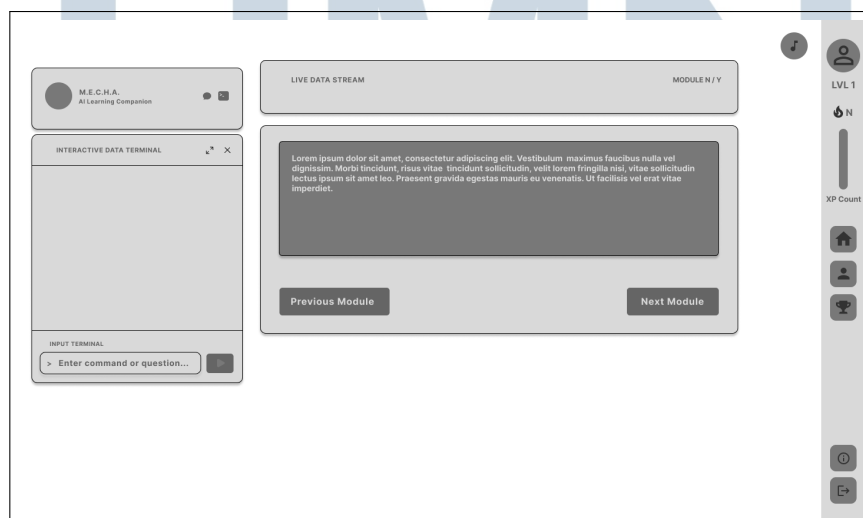 M.E.C.H.A.
AI Learning Companion
INTERACTIVE DATA TERMINAL
INPUT TERMINAL
> Enter command or question...
LIVE DATA STREAM
MODULE N / Y
Lorem ipsum dolor sit amet, consectetur adipiscing elit. Vestibulum maximus faucibus nulla vel
dignissim. Morbi tincidunt, risus vitae tincidunt sollicitudin, velit lorem fringilla nisi, vitae sollicitudin
lectus ipsum sit amet leo. Praesent gravida egestas mauris eu venenatis. Ut facilisis vel erat vitae
imperdiet.
Previous Module
Next Module
LVL 1
N
XP Count